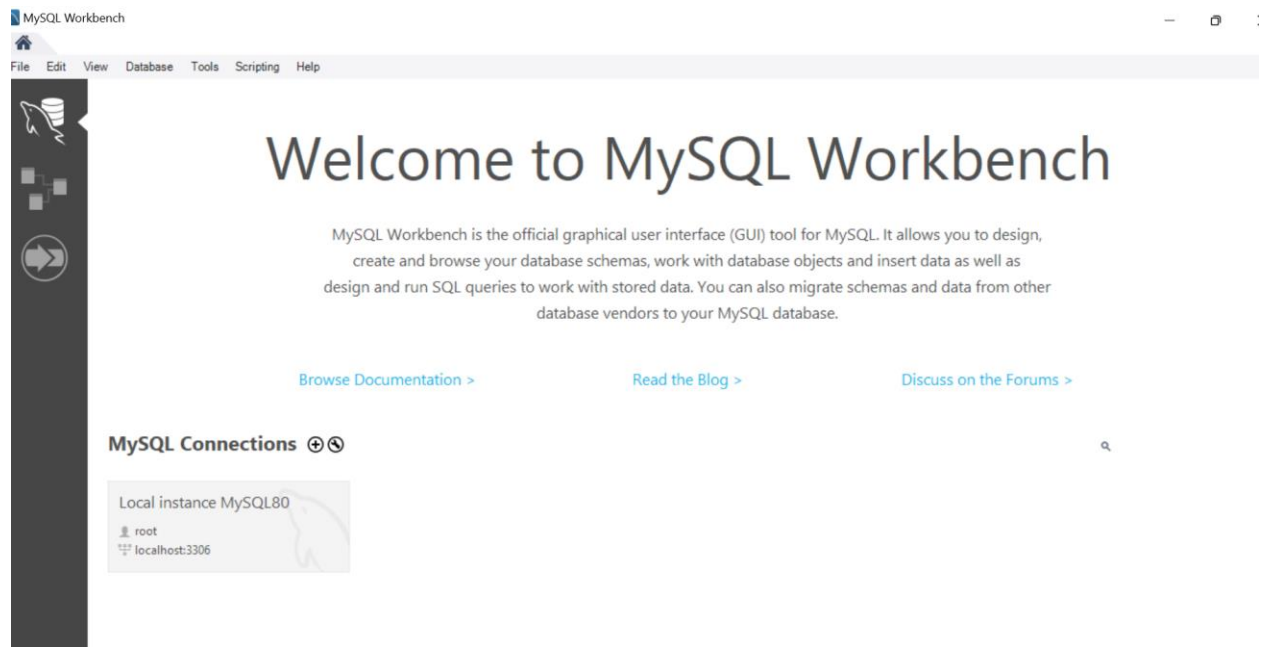 MySQL Workbench
File Edit View Database Tools Scripting Help
Welcome to MySQL Workbench
MySQL Workbench is the official graphical user interface (GUI) tool for MySQL. It allows you to design,
create and browse your database schemas, work with database objects and insert data as well as
design and run SQL queries to work with stored data. You can also migrate schemas and data from other
database vendors to your MySQL database.
Browse Documentation > Read the Blog > Discuss on the Forums >
MySQL Connections
Local instance MySQL80
root
localhost:3306